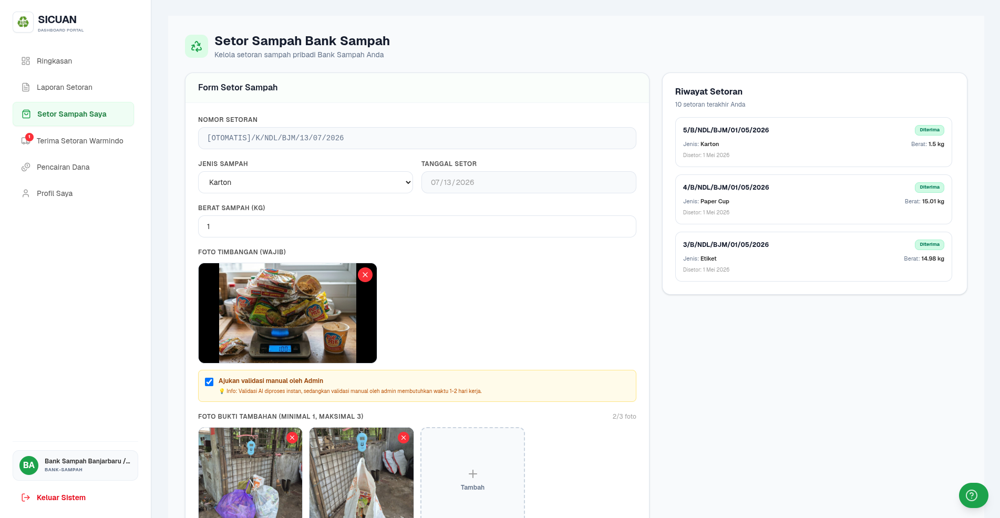 SICUAN
DASHBOARD PORTAL
Ringkasan
Laporan Setoran
Setor Sampah Saya
1
Terima Setoran Warmindo
Pencairan Dana
Profil Saya
BA
Bank Sampah Banjarbaru /...
BANK-SAMPAH
Keluar Sistem
Setor Sampah Bank Sampah
Kelola setoran sampah pribadi Bank Sampah Anda
Form Setor Sampah
NOMOR SETORAN
[OTOMATIS]/K/NDL/BJM/13/07/2026
JENIS SAMPAH
TANGGAL SETOR
Karton
07/13/2026
BERAT SAMPAH (KG)
1
FOTO TIMBANGAN (WAJIB)
POP MIE
Soto
POP MIE
1.00
Ajukan validasi manual oleh Admin
💡 Info: Validasi AI diproses instan, sedangkan validasi manual oleh admin membutuhkan waktu 1-2 hari kerja.
FOTO BUKTI TAMBAHAN (MINIMAL 1, MAKSIMAL 3)
2/3 foto
Tambah
Riwayat Setoran
10 setoran terakhir Anda
5/B/NDL/BJM/01/05/2026
Diterima
Jenis: Karton
Berat: 1.5 kg
Disetor: 1 Mei 2026
4/B/NDL/BJM/01/05/2026
Diterima
Jenis: Paper Cup
Berat: 15.01 kg
Disetor: 1 Mei 2026
3/B/NDL/BJM/01/05/2026
Diterima
Jenis: Etiket
Berat: 14.98 kg
Disetor: 1 Mei 2026